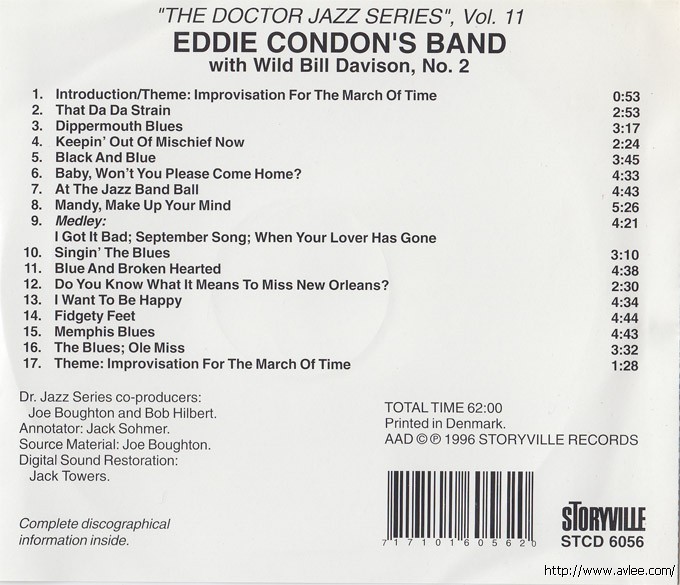 "THE DOCTOR JAZZ SERIES", Vol. 11
EDDIE CONDON'S BAND
with Wild Bill Davison, No. 2
1. Introduction/Theme: Improvisation For The March Of Time 0:53
2. That Da Da Strain 2:53
3. Dippermouth Blues 3:17
4. Keepin' Out Of Mischief Now 2:24
5. Black And Blue 3:45
6. Baby, Won't You Please Come Home? 4:33
7. At The Jazz Band Ball 4:43
8. Mandy, Make Up Your Mind 5:26
9. Medley: 4:21
I Got It Bad; September Song; When Your Lover Has Gone
10. Singin' The Blues 3:10
11. Blue And Broken Hearted 4:38
12. Do You Know What It Means To Miss New Orleans? 2:30
13. I Want To Be Happy 4:34
14. Fidgety Feet 4:44
15. Memphis Blues 4:43
16. The Blues; Ole Miss 3:32
17. Theme: Improvisation For The March Of Time 1:28
Dr. Jazz Series co-producers:
Joe Boughton and Bob Hilbert.
Annotator: Jack Sohmer.
Source Material: Joe Boughton.
Digital Sound Restoration:
Jack Towers.
Complete discographical
information inside.
TOTAL TIME 62:00
Printed in Denmark.
AAD © ℗ 1996 STORYVILLE RECORDS
717101605620
STORYVILLE
STCD 6056
http://www.avlee.com/